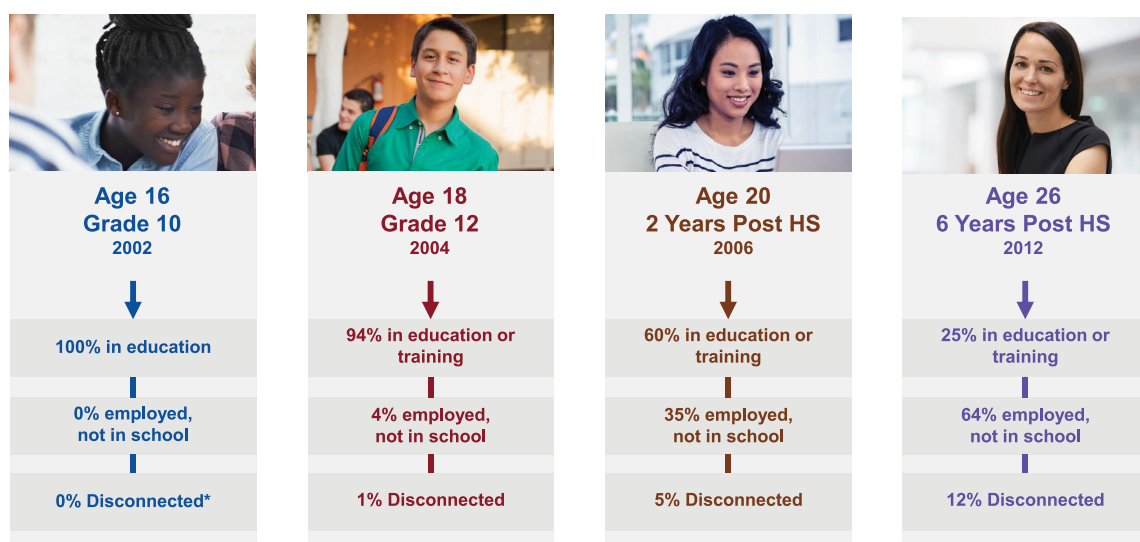 Age 16
Grade 10
2002
100% in education
0% employed,
not in school
0% Disconnected*
Age 18
Grade 12
2004
94% in education or
training
4% employed,
not in school
1% Disconnected
Age 20
2 Years Post HS
2006
60% in education or
training
35% employed,
not in school
5% Disconnected
Age 26
6 Years Post HS
2012
25% in education or
training
64% employed,
not in school
12% Disconnected